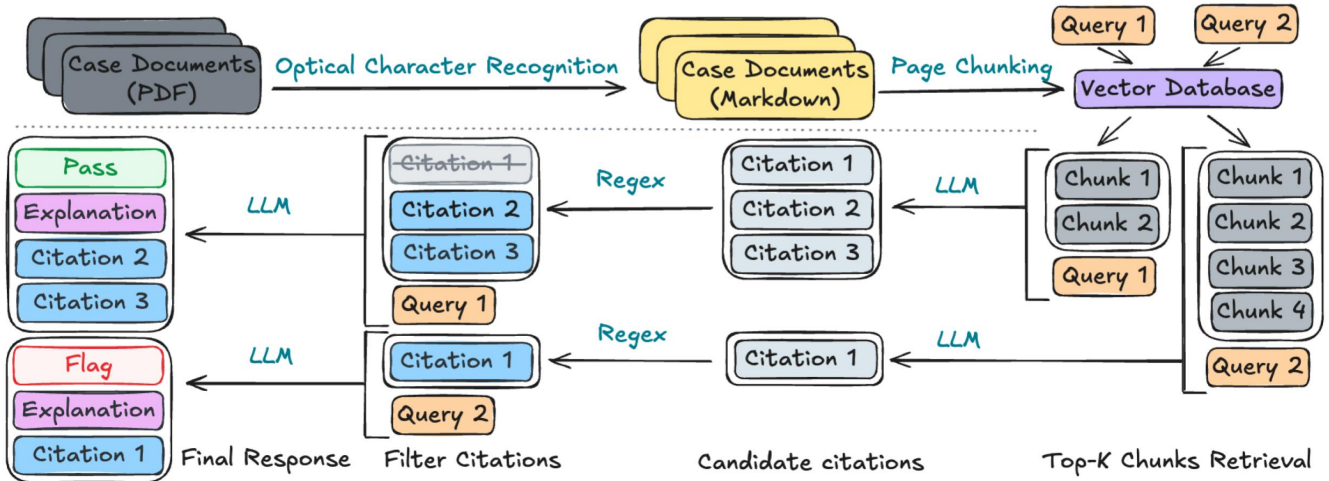 Case Documents
(PDF)
Optical Character Recognition
Case Documents
(Markdown)
Page Chunking
Query 1
Query 2
Vector Database
Pass
Explanation
Citation 2
Citation 3
LLM
Citation 1
Citation 2
Citation 3
Query 1
Regex
Citation 1
Citation 2
Citation 3
LLM
Chunk 1
Chunk 2
Query 1
Chunk 1
Chunk 2
Chunk 3
Chunk 4
Query 2
Flag
Explanation
Citation 1
LLM
Citation 1
Query 2
Regex
Citation 1
LLM
Final Response
Filter Citations
Candidate citations
Top-K Chunks Retrieval